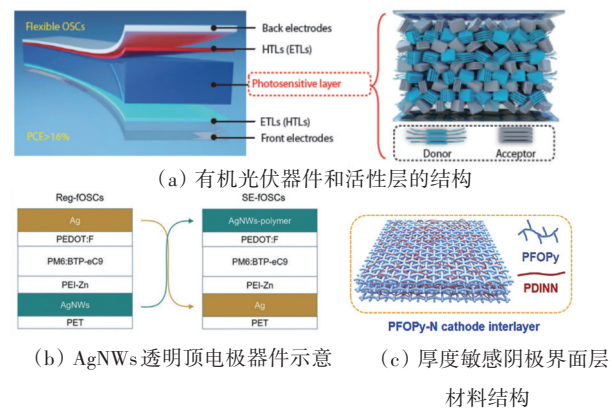 Flexible OSCs
PCE>16%
Back electrodes
HTLs (ETLs)
Photosensitive layer
ETLs (HTLs)
Front electrodes
Donor
Acceptor
(a) 有机光伏器件和活性层的结构
Reg-fOSCs
Ag
PEDOT:F
PM6:BTP-eC9
PEI-Zn
AgNWs
PET
SE-fOSCs
AgNWs-polymer
PEDOT:F
PM6:BTP-eC9
PEI-Zn
Ag
PET
(b) AgNWs透明顶电极器件示意
PFOPy
PDINN
PFOPy-N cathode interlayer
(c) 厚度敏感阴极界面层
材料结构